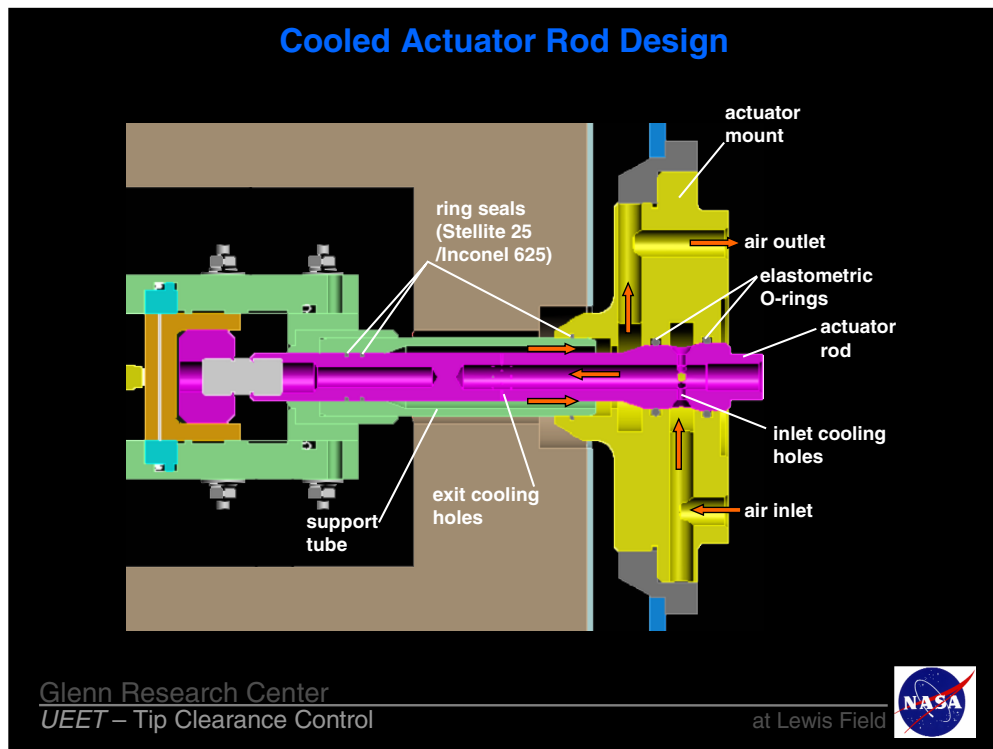 Cooled Actuator Rod Design
actuator
mount
ring seals
(Stellite 25
/Inconel 625)
air outlet
elastometric
O-rings
actuator
rod
inlet cooling
holes
exit cooling
holes
air inlet
support
tube
Glenn Research Center
UEET – Tip Clearance Control
at Lewis Field
NASA